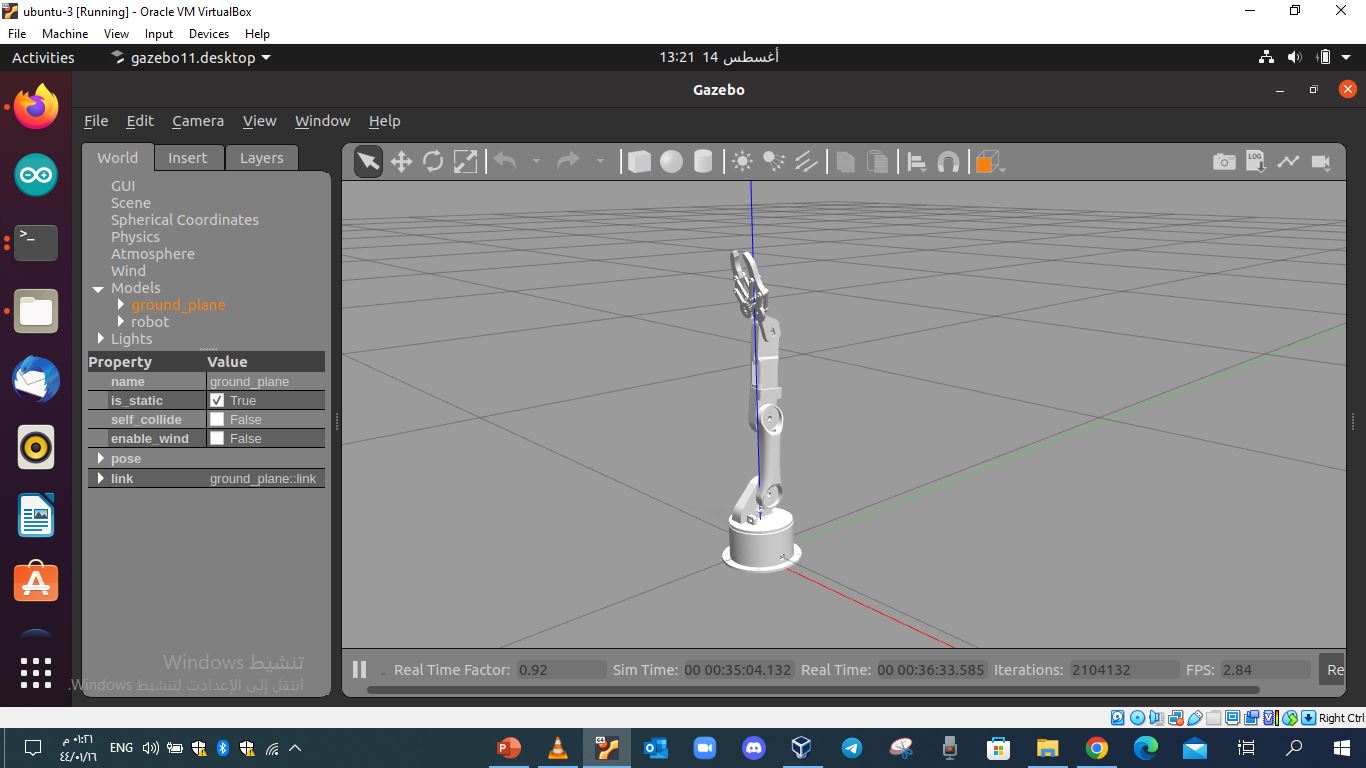 ubuntu-3 [Running] - Oracle VM VirtualBox
File Machine View Input Devices Help
Activities gazebo11.desktop 13:21 14 أغسطس
Gazebo
File Edit Camera View Window Help
World Insert Layers
GUI
Scene
Spherical Coordinates
Physics
Atmosphere
Wind
Models
ground_plane
robot
Lights
Property Value
name ground_plane
is_static True
self_collide False
enable_wind False
pose
link ground_plane::link
LOG
تنشيط Windows
انتقل إلى الإعدادت لتنشيط Windows.
Real Time Factor: 0.92 Sim Time: 00 00:35:04.132 Real Time: 00 00:36:33.585 Iterations: 2104132 FPS: 2.84 Re
Right Ctrl
ENG
٠١:٢١ م
٤٤/٠١/١٦